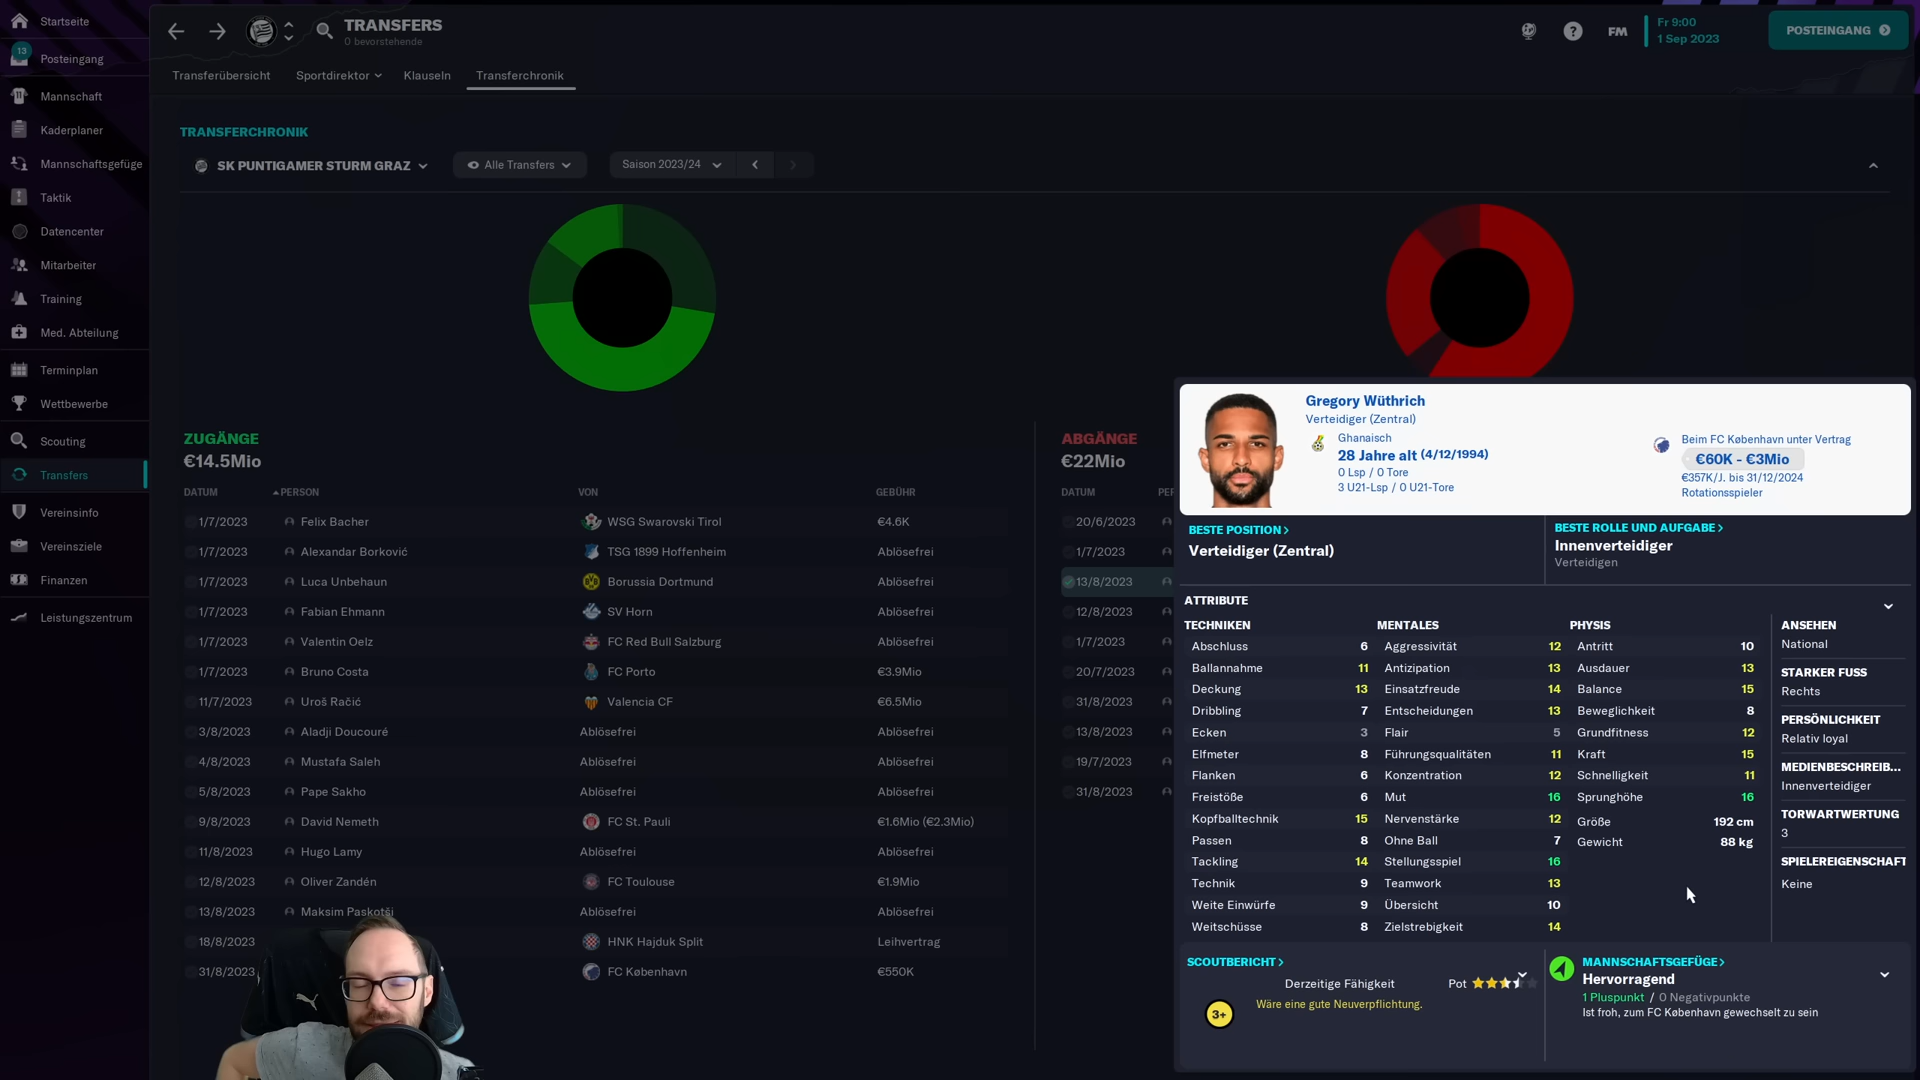 Startseite
13
Posteingang
Mannschaft
Kaderplaner
Mannschaftsgefüge
Taktik
Datencenter
Mitarbeiter
Training
Med. Abteilung
Terminplan
Wettbewerbe
Scouting
Transfers
Vereinsinfo
Vereinsziele
Finanzen
Leistungszentrum
TRANSFERS
0 bevorstehende
FM
Fr 9:00
1 Sep 2023
POSTEINGANG
Transferübersicht Sportdirektor Klauseln Transferchronik
TRANSFERCHRONIK
SK PUNTIGAMER STURM GRAZ Alle Transfers Saison 2023/24
ZUGÄNGE
€14.5Mio
DATUM PERSON VON GEBÜHR
1/7/2023 Felix Bacher WSG Swarovski Tirol €4.6K
1/7/2023 Alexandar Borković TSG 1899 Hoffenheim Ablösefrei
1/7/2023 Luca Unbehaun Borussia Dortmund Ablösefrei
1/7/2023 Fabian Ehmann SV Horn Ablösefrei
1/7/2023 Valentin Oelz FC Red Bull Salzburg Ablösefrei
1/7/2023 Bruno Costa FC Porto €3.9Mio
11/7/2023 Uroš Račić Valencia CF €6.5Mio
3/8/2023 Aladji Doucouré Ablösefrei Ablösefrei
4/8/2023 Mustafa Saleh Ablösefrei Ablösefrei
5/8/2023 Pape Sakho Ablösefrei Ablösefrei
9/8/2023 David Nemeth FC St. Pauli €1.6Mio (€2.3Mio)
11/8/2023 Hugo Lamy Ablösefrei Ablösefrei
12/8/2023 Oliver Zandén FC Toulouse €1.9Mio
13/8/2023 Maksim Paskotši Ablösefrei Ablösefrei
18/8/2023 HNK Hajduk Split Leihvertrag
31/8/2023 FC København €550K
ABGÄNGE
€22Mio
DATUM PER
20/6/2023
1/7/2023
13/8/2023
12/8/2023
1/7/2023
20/7/2023
31/8/2023
13/8/2023
19/7/2023
31/8/2023
Gregory Wüthrich
Verteidiger (Zentral)
Ghanaisch
28 Jahre alt (4/12/1994)
0 Lsp / 0 Tore
3 U21-Lsp / 0 U21-Tore
Beim FC København unter Vertrag
€60K - €3Mio
€357K/J. bis 31/12/2024
Rotationsspieler
BESTE POSITION
Verteidiger (Zentral)
BESTE ROLLE UND AUFGABE
Innenverteidiger
Verteidigen
ATTRIBUTE
TECHNIKEN
Abschluss 6
Ballannahme 11
Deckung 13
Dribbling 7
Ecken 3
Elfmeter 8
Flanken 6
Freistöße 6
Kopfballtechnik 15
Passen 8
Tackling 14
Technik 9
Weite Einwürfe 9
Weitschüsse 8
MENTALES
Aggressivität 12
Antizipation 13
Einsatzfreude 14
Entscheidungen 13
Flair 5
Führungsqualitäten 11
Konzentration 12
Mut 16
Nervenstärke 12
Ohne Ball 7
Stellungsspiel 16
Teamwork 13
Übersicht 10
Zielstrebigkeit 14
PHYSIS
Antritt 10
Ausdauer 13
Balance 15
Beweglichkeit 8
Grundfitness 12
Kraft 15
Schnelligkeit 11
Sprunghöhe 16
Größe 192 cm
Gewicht 88 kg
ANSEHEN
National
STARKER FUSS
Rechts
PERSÖNLICHKEIT
Relativ loyal
MEDIENBESCHREIB...
Innenverteidiger
TORWARTWERTUNG
3
SPIELEREIGENSCHAFT
Keine
SCOUTBERICHT
Derzeitige Fähigkeit Pot
3+
Wäre eine gute Neuverpflichtung.
MANNSCHAFTSGEFÜGE
Hervorragend
1 Pluspunkt / 0 Negativpunkte
Ist froh, zum FC København gewechselt zu sein